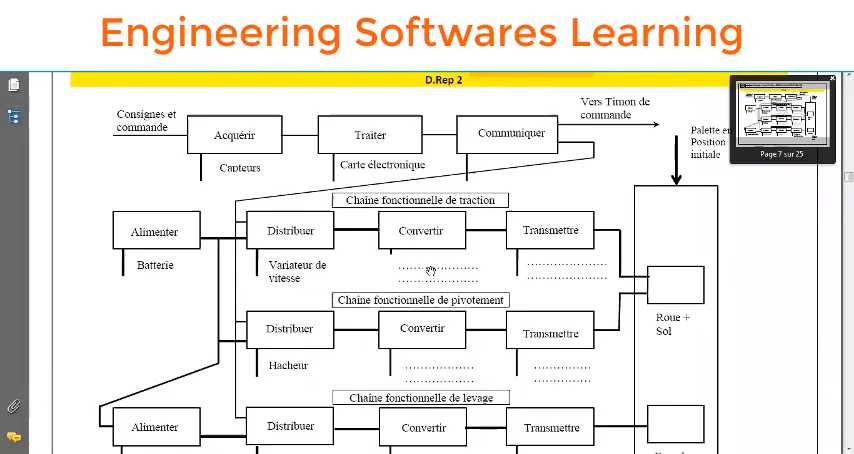 Engineering Softwares Learning
D.Rep 2
Consignes et
commande
Acquérir
Traiter
Communiquer
Vers Timon de
commande
Palette en
Position
initiale
Page 7 sur 25
Capteurs
Carte électronique
Chaîne fonctionnelle de traction
Alimenter
Distribuer
Convertir
Transmettre
Batterie
Variateur de
vitesse
Chaîne fonctionnelle de pivotement
Distribuer
Convertir
Transmettre
Roue +
Sol
Hacheur
Chaîne fonctionnelle de levage
Alimenter
Distribuer
Convertir
Transmettre